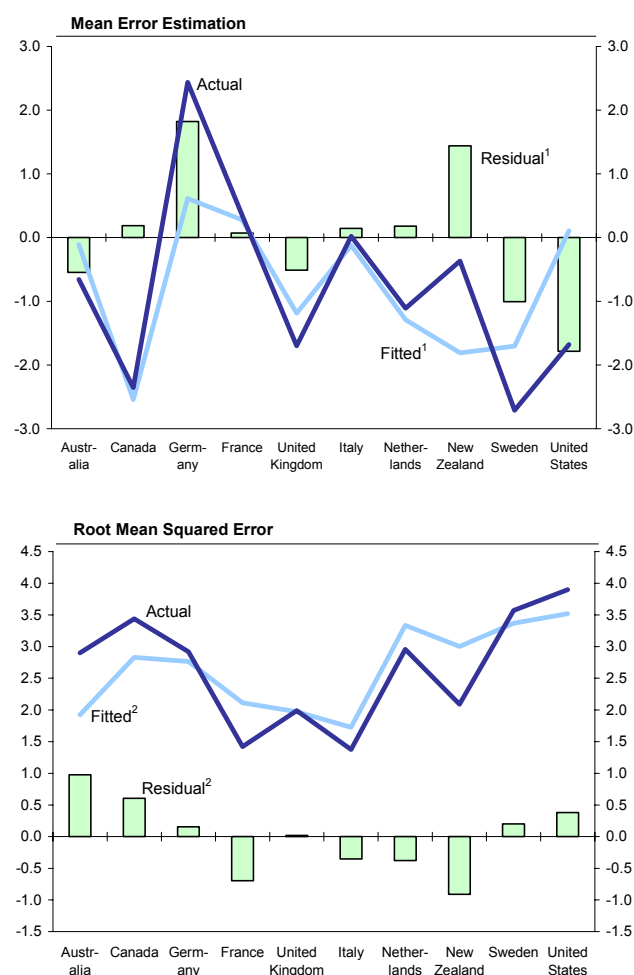 Mean Error Estimation
3.0 3.0
Actual
2.0 2.0
Residual1
1.0 1.0
0.0 0.0
-1.0 -1.0
Fitted1
-2.0 -2.0
-3.0 -3.0
Austr- Canada Germ- France United Italy Nether- New Sweden United
alia any Kingdom lands Zealand States
Root Mean Squared Error
4.5 4.5
4.0 4.0
Actual
3.5 3.5
3.0 3.0
2.5 2.5
2.0 2.0
Fitted2
1.5 1.5
1.0 1.0
Residual2
0.5 0.5
0.0 0.0
-0.5 -0.5
-1.0 -1.0
-1.5 -1.5
Austr- Canada Germ- France United Italy Nether- New Sweden United
alia any Kingdom lands Zealand States